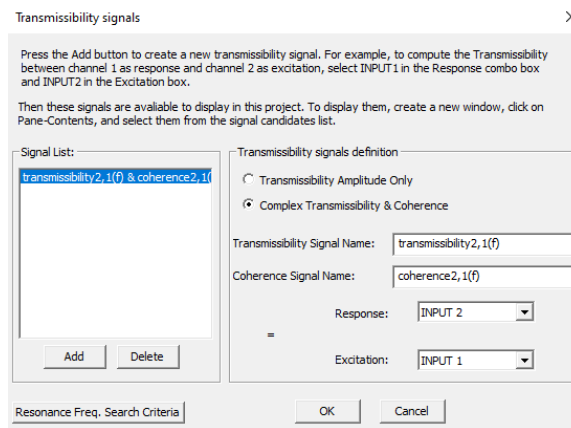 Transmissibility signals
Press the Add button to create a new transmissibility signal. For example, to compute the Transmissibility
between channel 1 as response and channel 2 as excitation, select INPUT1 in the Response combo box
and INPUT2 in the Excitation box.
Then these signals are avaliable to display in this project. To display them, create a new window, click on
Pane-Contents, and select them from the signal candidates list.
Signal List:
transmissibility2,1(f) & coherence2,1(
Add
Delete
Transmissibility signals definition
Transmissibility Amplitude Only
Complex Transmissibility & Coherence
Transmissibility Signal Name:
transmissibility2,1(f)
Coherence Signal Name:
coherence2,1(f)
Response:
INPUT 2
=
Excitation:
INPUT 1
Resonance Freq. Search Criteria
OK
Cancel